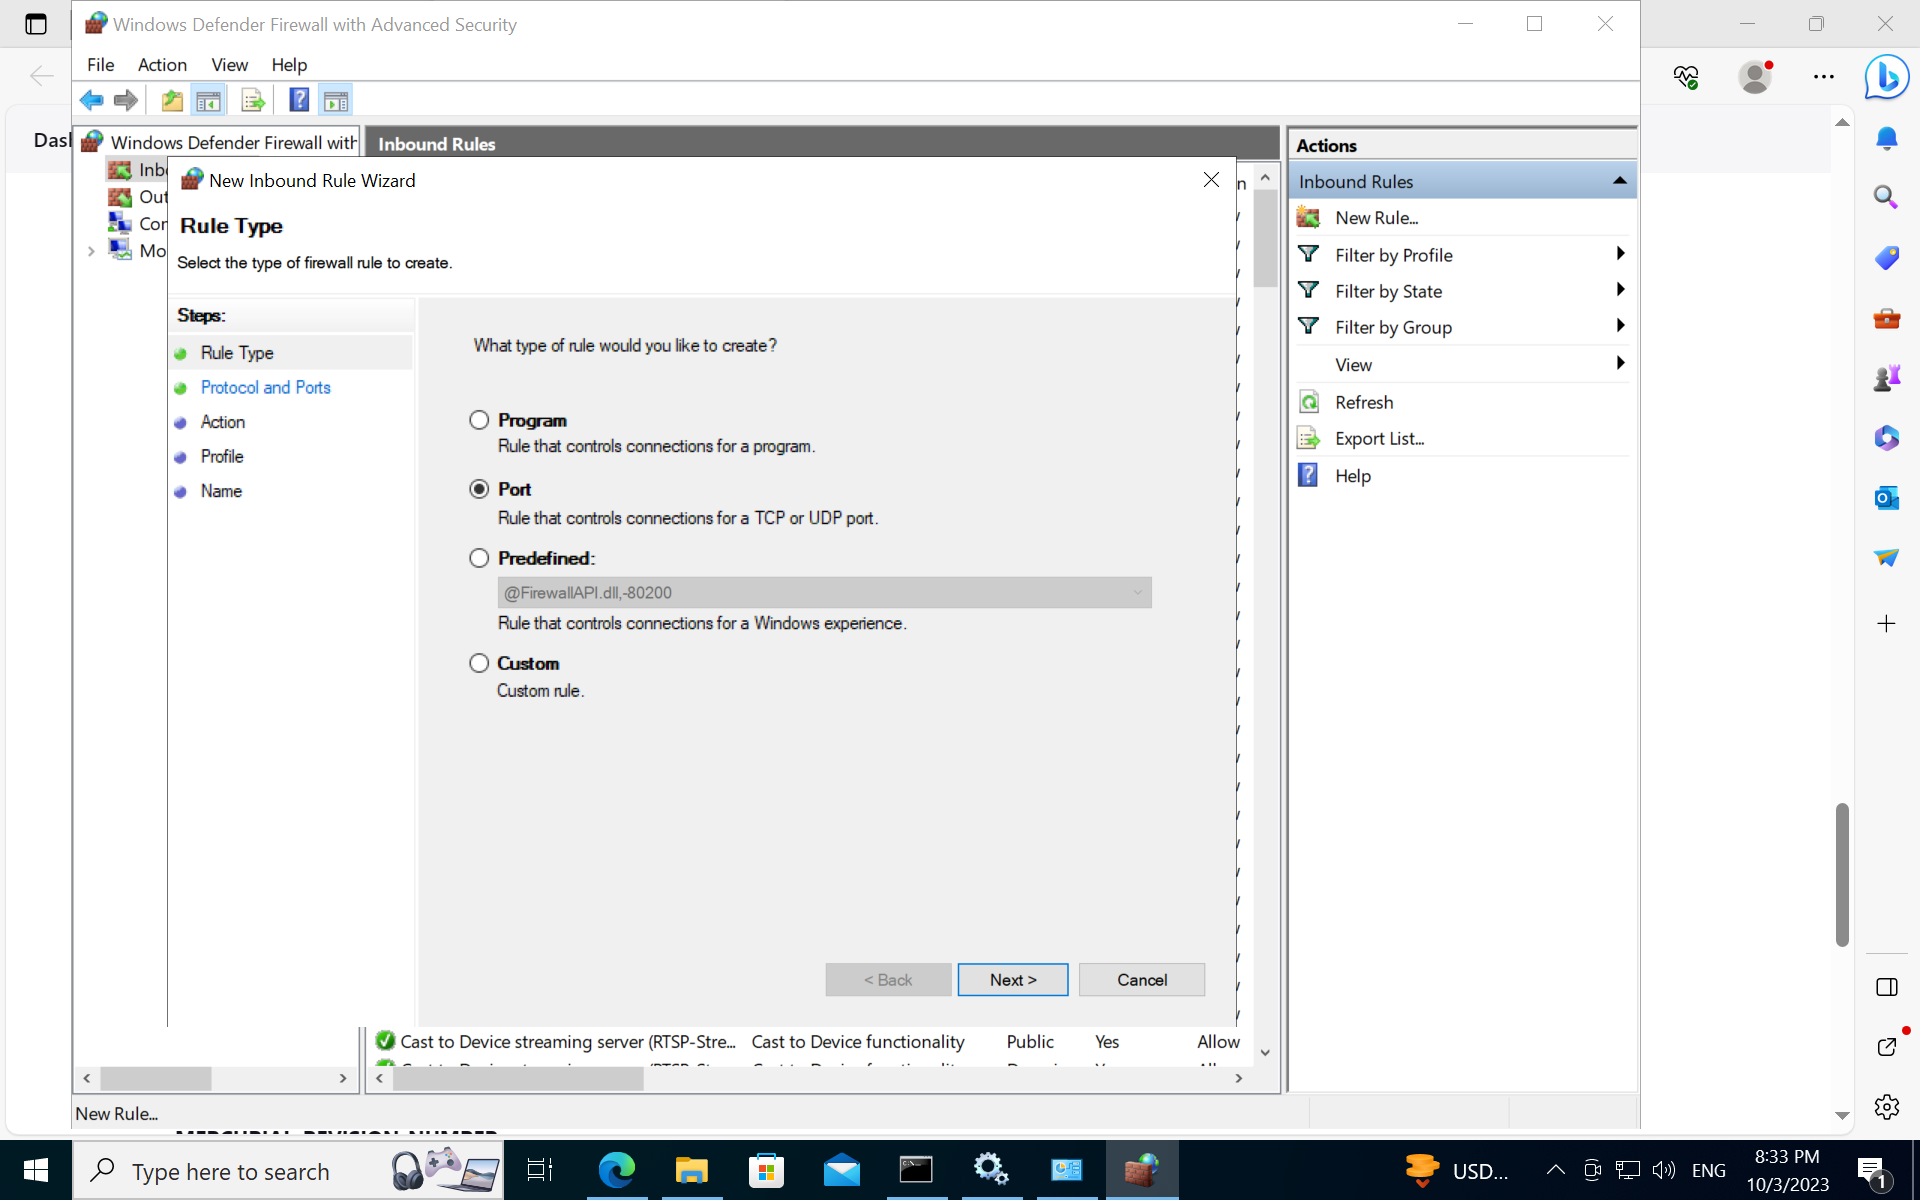 Windows Defender Firewall with Advanced Security
File Action View Help
Windows Defender Firewall with
Inbound Rules
Actions
New Inbound Rule Wizard
Inbound Rules
New Rule...
Rule Type
Select the type of firewall rule to create.
Filter by Profile
Filter by State
Filter by Group
View
Refresh
Export List...
Help
Steps:
Rule Type
Protocol and Ports
Action
Profile
Name
What type of rule would you like to create?
Program
Rule that controls connections for a program.
Port
Rule that controls connections for a TCP or UDP port.
Predefined:
@FirewallAPI.dll,-80200
Rule that controls connections for a Windows experience.
Custom
Custom rule.
< Back Next > Cancel
Cast to Device streaming server (RTSP-Stre... Cast to Device functionality Public Yes Allow
New Rule...
MERCURIAL_REVISION_NUMBER
Type here to search
USD...
ENG
8:33 PM
10/3/2023
1